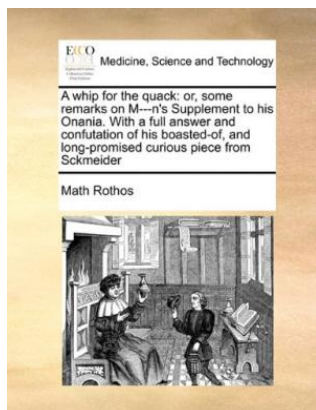 ECCO
Medicine, Science and Technology
A whip for the quack: or, some
remarks on M---n's Supplement to his
Onania. With a full answer and
confutation of his boasted-of, and
long-promised curious piece from
Sckmeider
Math Rothos